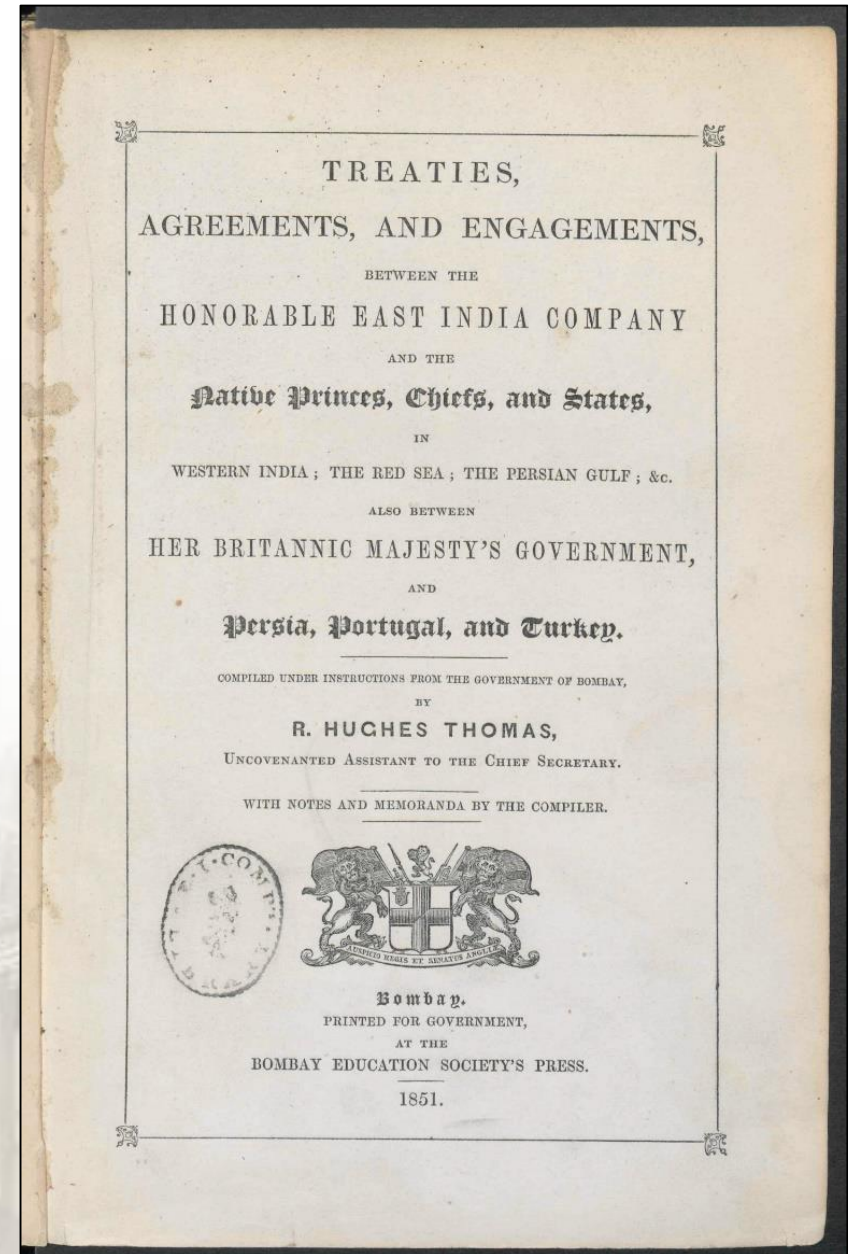 TREATIES,
AGREEMENTS, AND ENGAGEMENTS,
BETWEEN THE
HONORABLE EAST INDIA COMPANY
AND THE
Native Princes, Chiefs, and States,
IN
WESTERN INDIA ; THE RED SEA ; THE PERSIAN GULF ; &c.
ALSO BETWEEN
HER BRITANNIC MAJESTY'S GOVERNMENT,
AND
Persia, Portugal, and Turkey.
COMPILED UNDER INSTRUCTIONS FROM THE GOVERNMENT OF BOMBAY,
BY
R. HUGHES THOMAS,
UNCOVENANTED ASSISTANT TO THE CHIEF SECRETARY.
WITH NOTES AND MEMORANDA BY THE COMPILER.
AUSPICIO REGIS ET SENATUS ANGLIÆ
Bombay.
PRINTED FOR GOVERNMENT,
AT THE
BOMBAY EDUCATION SOCIETY'S PRESS.
1851.